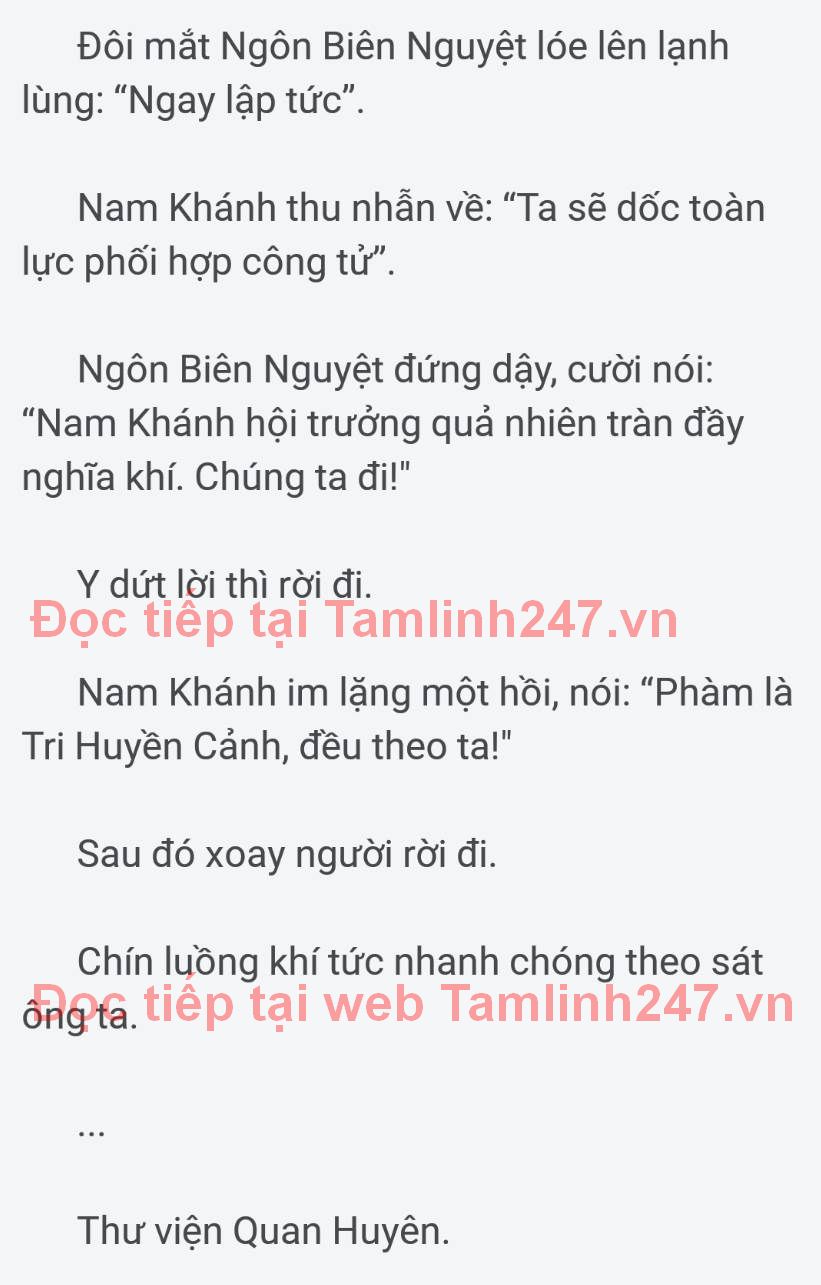 Đôi mắt Ngôn Biên Nguyệt lóe lên lạnh
lùng: “Ngay lập tức”.
Nam Khánh thu nhẫn về: “Ta sẽ dốc toàn
lực phối hợp công tử”.
Ngôn Biên Nguyệt đứng dậy, cười nói:
“Nam Khánh hội trưởng quả nhiên tràn đầy
nghĩa khí. Chúng ta đi!"
Y dứt lời thì rời đi.
Đọc tiếp tại Tamlinh247.vn
Nam Khánh im lặng một hồi, nói: “Phàm là
Tri Huyền Cảnh, đều theo ta!"
Sau đó xoay người rời đi.
Chín luồng khí tức nhanh chóng theo sát
Đọc tiếp tại web Tamlinh247.vn
ông ta.
...
Thư viện Quan Huyên.